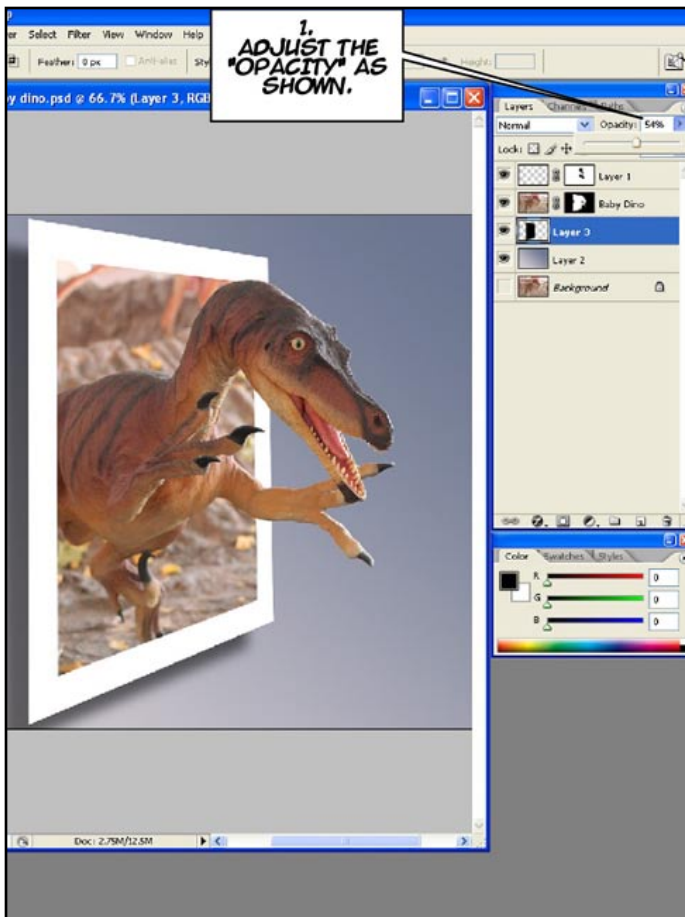 1.
ADJUST THE
"OPACITY" AS
SHOWN.
Select Filter View Window Help
Feather: 0 px Anti-alias Height:
dino.psd @ 66.7% (Layer 3, RGB
Layers Channels Paths
Normal Opacity: 54%
Lock:
Layer 1
Baby Dino
Layer 3
Layer 2
Background
Color Swatches Styles
R 0
G 0
B 0
Doc: 2.75M/12.5M